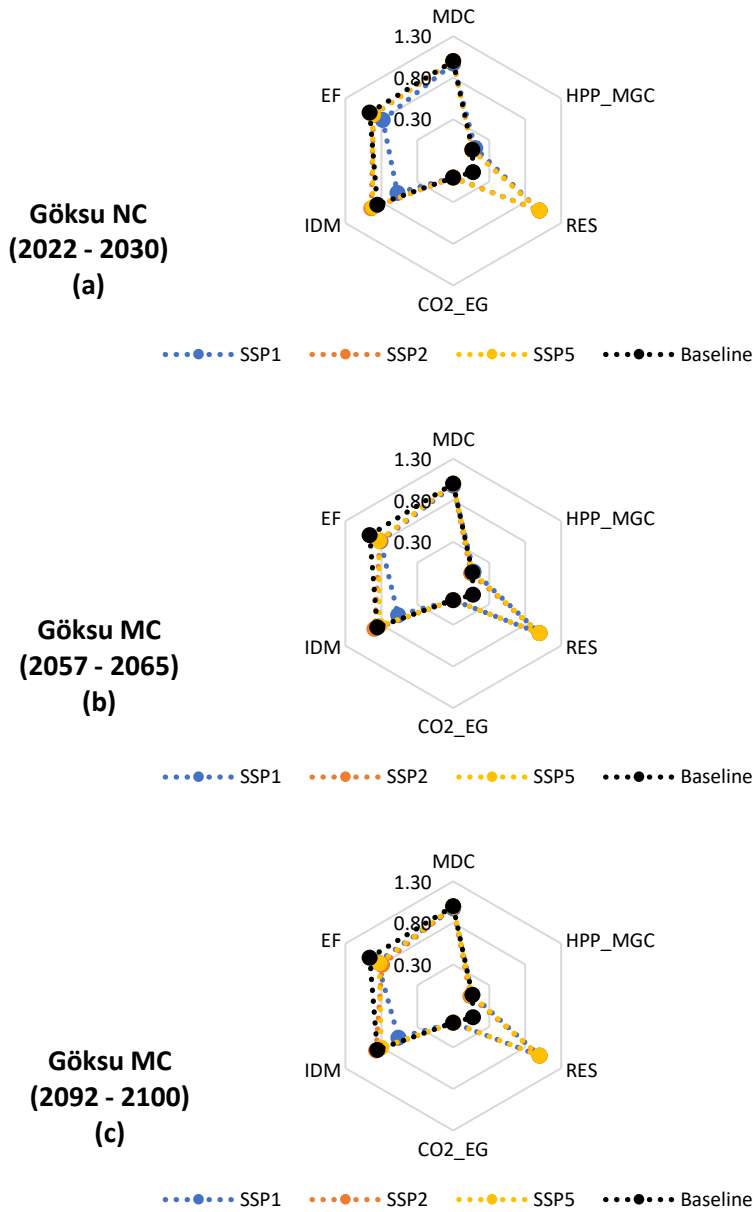 MDC
1.30
0.80
0.30
HPP_MGC
EF
IDM
RES
CO2_EG
Göksu NC
(2022 - 2030)
(a)
SSP1
SSP2
SSP5
Baseline
MDC
1.30
0.80
0.30
HPP_MGC
EF
IDM
RES
CO2_EG
Göksu MC
(2057 - 2065)
(b)
SSP1
SSP2
SSP5
Baseline
MDC
1.30
0.80
0.30
HPP_MGC
EF
IDM
RES
CO2_EG
Göksu MC
(2092 - 2100)
(c)
SSP1
SSP2
SSP5
Baseline